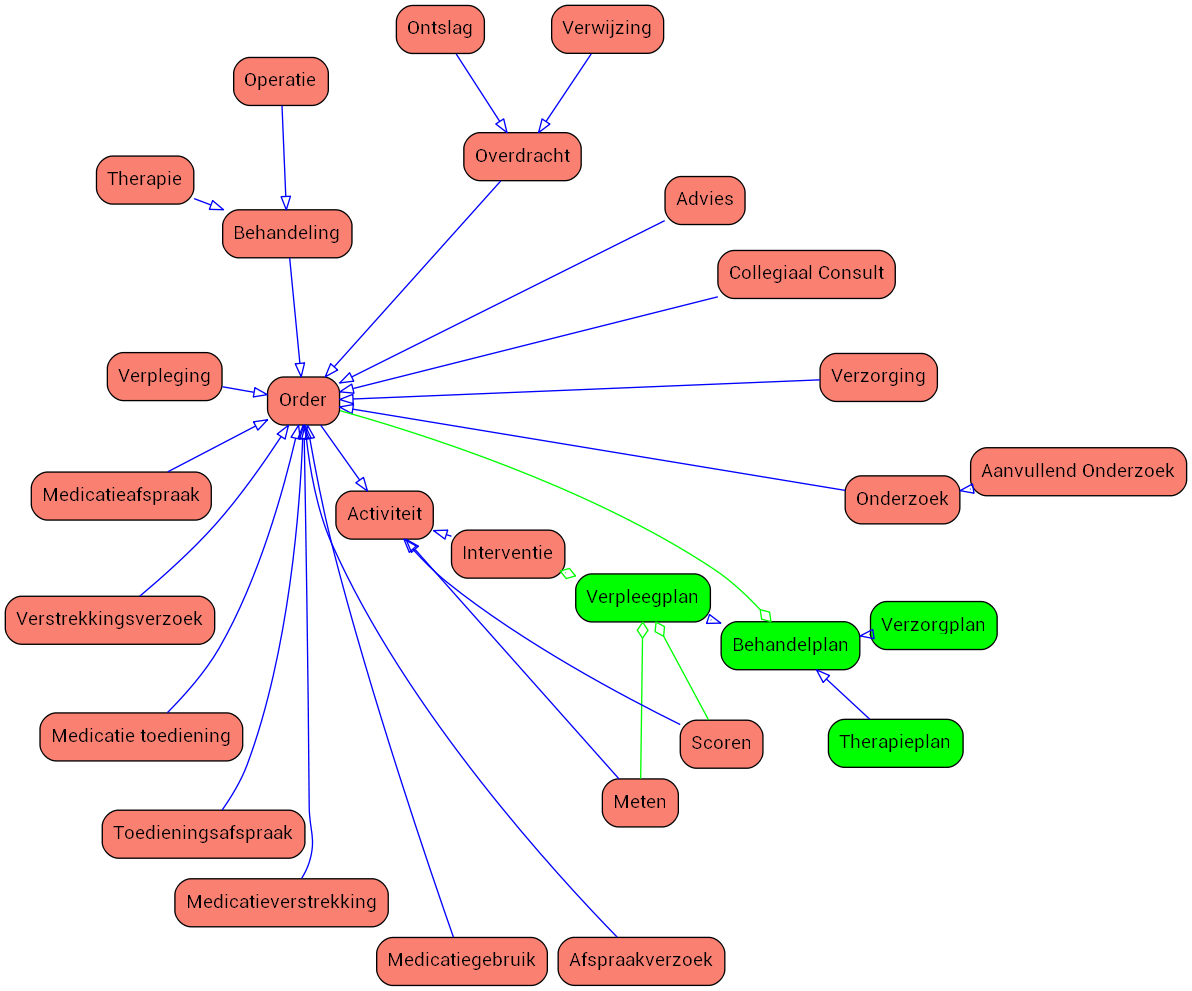 Ontslag
Verwijzing
Operatie
Overdracht
Therapie
Advies
Behandeling
Collegiaal Consult
Verpleging
Verzorging
Order
Aanvullend Onderzoek
Medicatieafspraak
Onderzoek
Activiteit
Interventie
Verpleegplan
Verstrekkingsverzoek
Verzorgplan
Behandelplan
Medicatie toediening
Scoren
Therapieplan
Meten
Toedieningsafspraak
Medicatieverstrekking
Medicatiegebruik
Afspraakverzoek